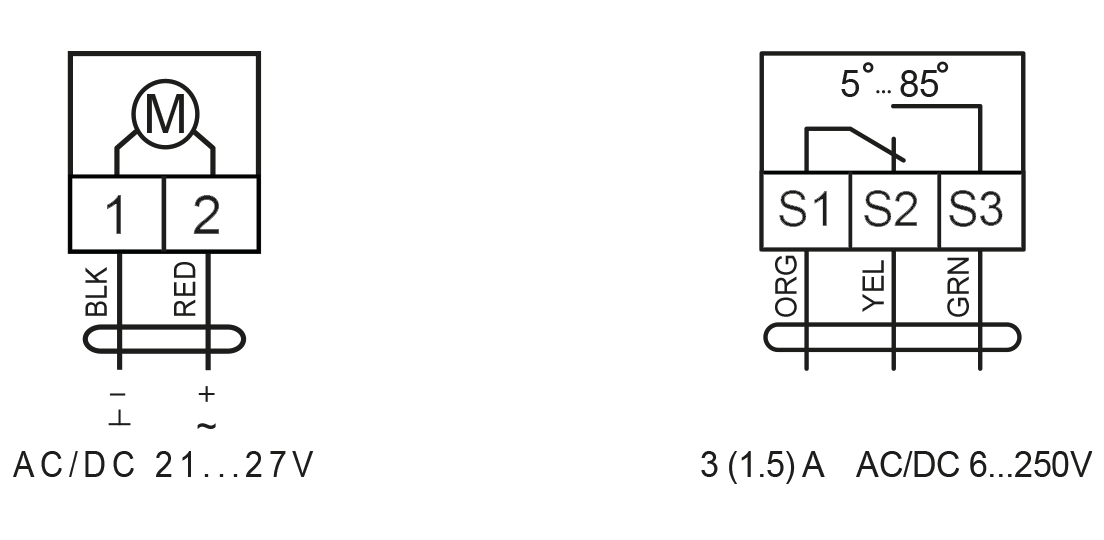 M
1 2
BLK RED
− +
⊥ ~
AC/DC 21...27V
5°... 85°
S1 S2 S3
ORG YEL GRN
3 (1.5) A AC/DC 6...250V